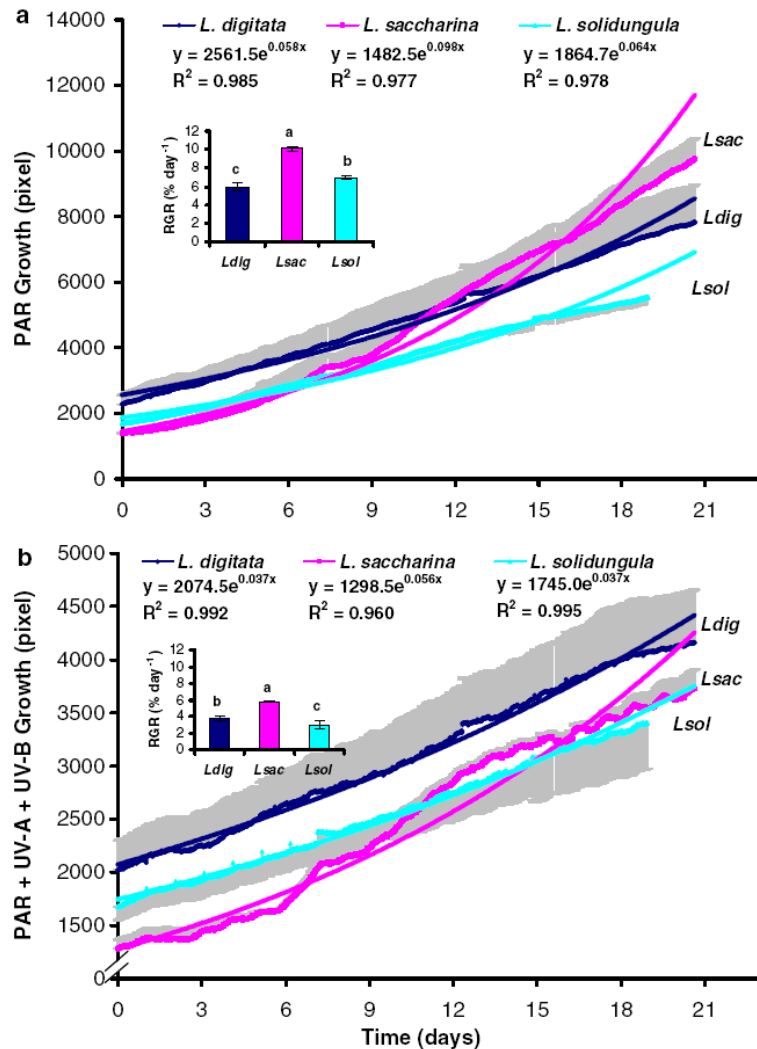 a
L. digitata L. saccharina L. solidungula
y = 2561.5e^0.058x y = 1482.5e^0.098x y = 1864.7e^0.064x
R² = 0.985 R² = 0.977 R² = 0.978
14000
12000
10000
8000
6000
4000
2000
0
PAR Growth (pixel)
RGR (% day⁻¹)
12
10
8
6
4
2
0
c a b
Ldig Lsac Lsol
Lsac
Ldig
Lsol
0 3 6 9 12 15 18 21
b
L. digitata L. saccharina L. solidungula
y = 2074.5e^0.037x y = 1298.5e^0.056x y = 1745.0e^0.037x
R² = 0.992 R² = 0.960 R² = 0.995
5000
4500
4000
3500
3000
2500
2000
1500
0
PAR + UV-A + UV-B Growth (pixel)
RGR (% day⁻¹)
12
10
8
6
4
2
0
b a c
Ldig Lsac Lsol
Ldig
Lsac
Lsol
0 3 6 9 12 15 18 21
Time (days)